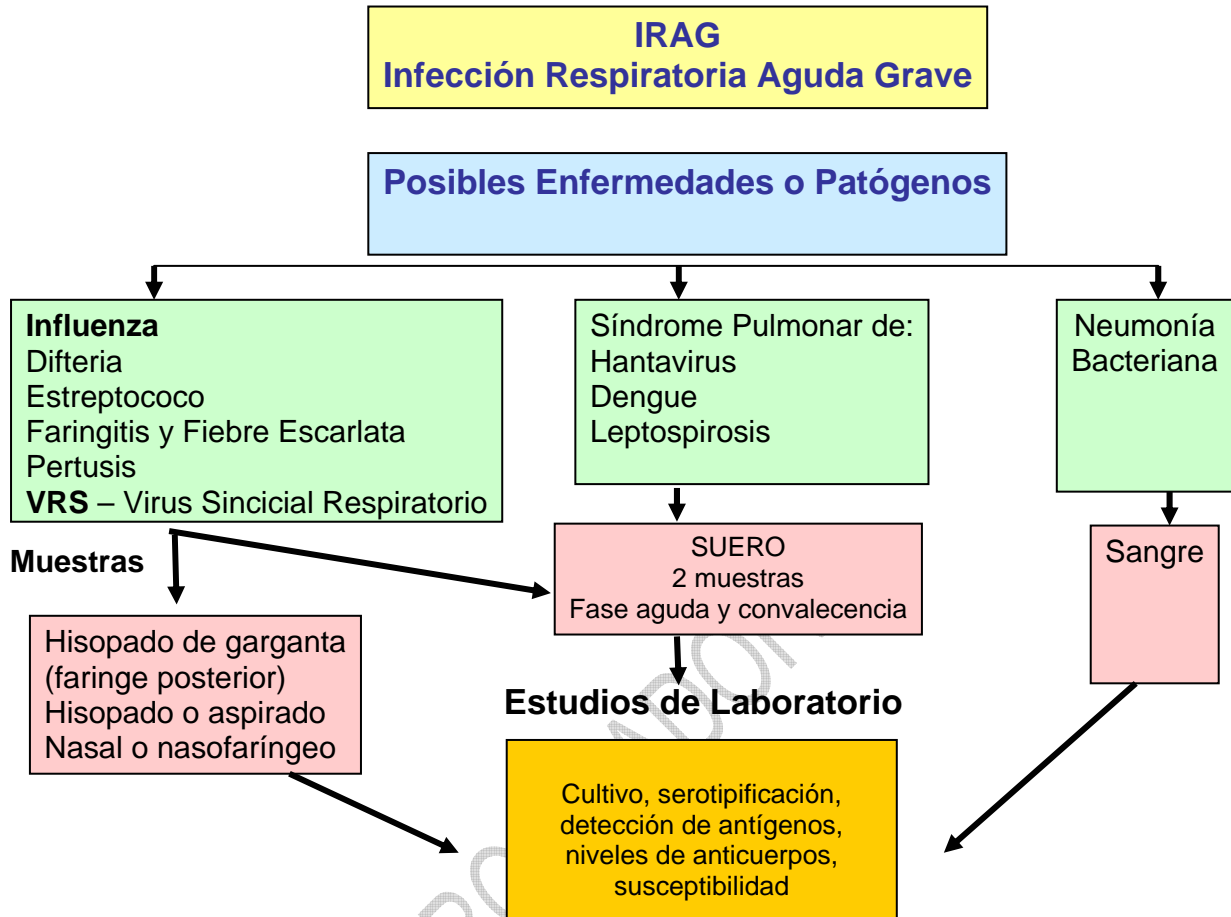 IRAG
Infección Respiratoria Aguda Grave
Posibles Enfermedades o Patógenos
Influenza
Difteria
Estreptococo
Faringitis y Fiebre Escarlata
Pertusis
VRS – Virus Sincicial Respiratorio
Síndrome Pulmonar de:
Hantavirus
Dengue
Leptospirosis
Neumonía
Bacteriana
Muestras
Hisopado de garganta
(faringe posterior)
Hisopado o aspirado
Nasal o nasofaríngeo
SUERO
2 muestras
Fase aguda y convalecencia
Sangre
Estudios de Laboratorio
Cultivo, serotipificación,
detección de antígenos,
niveles de anticuerpos,
susceptibilidad